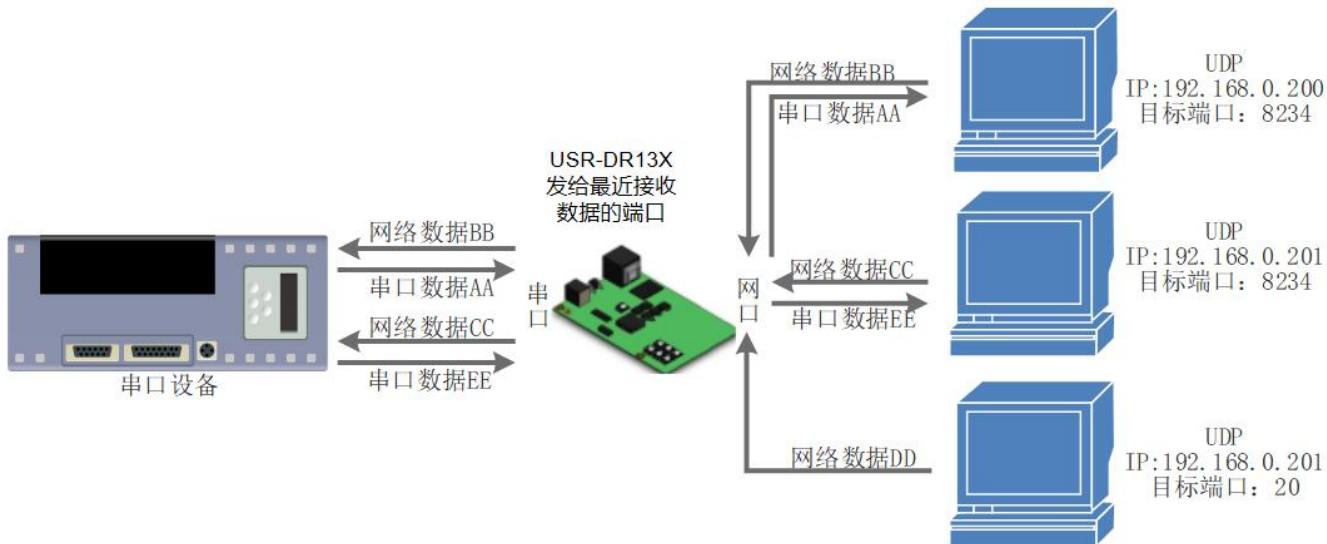 网络数据BB
串口数据AA
UDP
IP:192.168.0.200
目标端口：8234
USR-DR13X
发给最近接收
数据的端口
网络数据BB
串口数据AA
网络数据CC
串口数据EE
串口设备
串口
网口
网络数据CC
串口数据EE
UDP
IP:192.168.0.201
目标端口：8234
网络数据DD
UDP
IP:192.168.0.201
目标端口：20